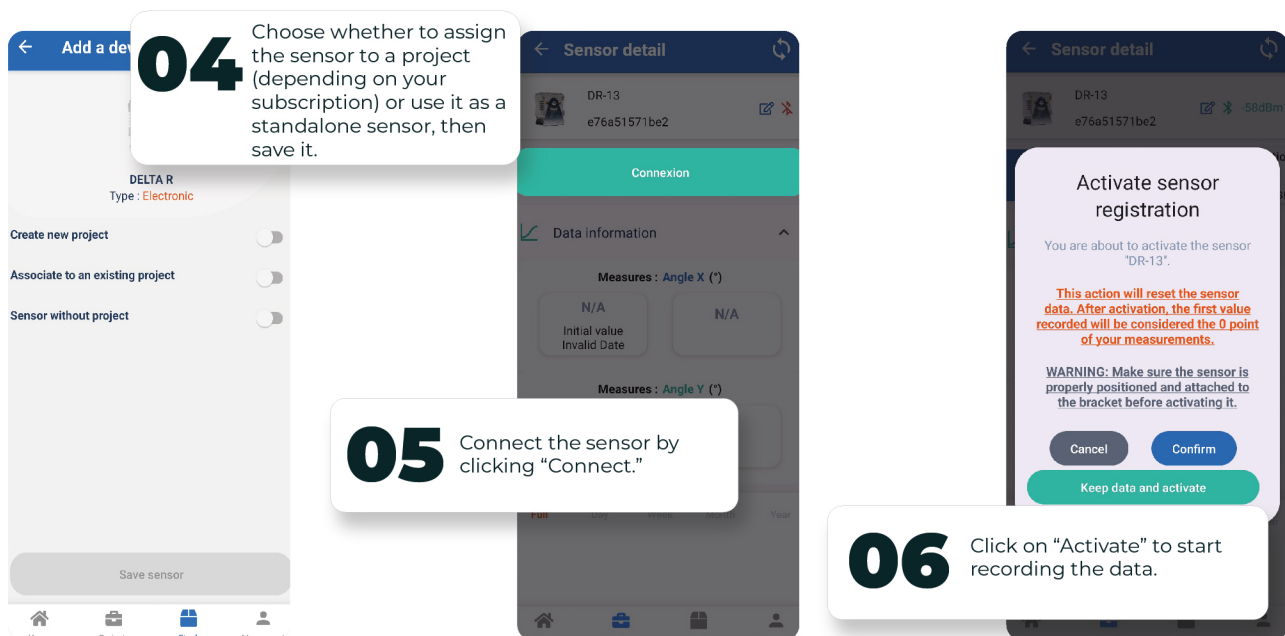 Add a de
04
Choose whether to assign
the sensor to a project
(depending on your
subscription) or use it as a
standalone sensor, then
save it.
DELTA R
Type : Electronic
Create new project
Associate to an existing project
Sensor without project
Save sensor
Sensor detail
DR-13
e76a51571be2
Connexion
Data information
Measures : Angle X (°)
N/A
Initial value
Invalid Date
N/A
Measures : Angle Y (°)
05
Connect the sensor by
clicking “Connect.”
Full Day Week Month Year
Sensor detail
DR-13
e76a51571be2
-58dBm
Activate sensor
registration
You are about to activate the sensor
"DR-13".
This action will reset the sensor
data. After activation, the first value
recorded will be considered the 0 point
of your measurements.
WARNING: Make sure the sensor is
properly positioned and attached to
the bracket before activating it.
Cancel
Confirm
Keep data and activate
06
Click on “Activate” to start
recording the data.